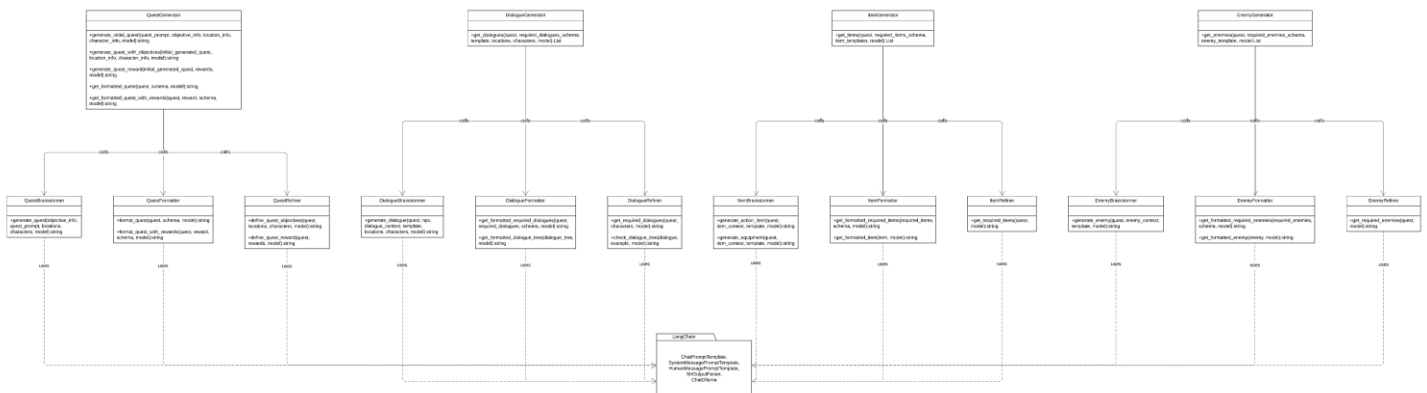 QuestGenerator
+generate_initial_quest(quest_prompt, objective_info, location_info,
character_info, model):string
+generate_quest_with_objectives(initial_generated_quest,
location_info, character_info, model):string
+generate_quest_reward(initial_generated_quest, rewards,
model):string
+get_formatted_quest(quest, schema, model):string
+get_formatted_quest_with_rewards(quest, reward, schema,
model):string
DialogueGenerator
+get_dialogues(quest, required_dialogues_schema,
template, locations, characters, model):List
ItemGenerator
+get_items(quest, required_items_schema,
item_templates, model):List
EnemyGenerator
+get_enemies(quest, required_enemies_schema,
enemy_template, model:List
calls
calls
calls
calls
calls
calls
calls
calls
calls
calls
calls
calls
QuestBrainstormer
+generate_quest(objective_info,
quest_prompt, locations,
characters, model):string
QuestFormatter
+format_quest(quest, schema, model):string
+format_quest_with_rewards(quest, reward,
schema, model):string
QuestRefiner
+define_quest_objectives(quest,
locations, characters, model):string
+define_quest_reward(quest,
rewards, model):string
DialogueBrainstormer
+generate_dialogue(quest, npc,
dialogue_context, template,
locations, characters, model):string
DialogueFormatter
+get_formatted_required_dialogues(quest,
required_dialogues, schema, model):string
+get_formatted_dialogue_tree(dialogue_tree,
model):string
DialogueRefiner
+get_required_dialogues(quest,
characters, model):string
+check_dialogue_tree(dialogue,
example, model):string
ItemBrainstormer
+generate_action_item(quest,
item_context, template, model):string
+generate_equipment(quest,
item_context, template, model):string
ItemFormatter
+get_formatted_required_items(required_items,
schema, model):string
+get_formatted_item(item, model):string
ItemRefiner
+get_required_items(quest,
model):string
EnemyBrainstormer
+generate_enemy(quest, enemy_context,
template, model):string
EnemyFormatter
+get_formatted_required_enemies(required_enemies,
schema, model):string
+get_formatted_enemy(enemy, model):string
EnemyRefiner
+get_required_enemies(quest,
model):string
uses
uses
uses
uses
uses
uses
uses
uses
uses
uses
uses
uses
LangChain
ChatPromptTemplate,
SystemMessagePromptTemplate,
HumanMessagePromptTemplate,
StrOutputParser,
ChatOllama